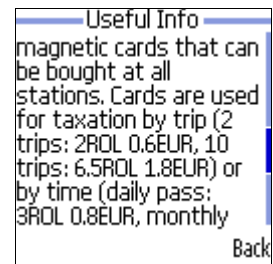 Useful Info
magnetic cards that can
be bought at all
stations. Cards are used
for taxation by trip (2
trips: 2ROL 0.6EUR, 10
trips: 6.5ROL 1.8EUR) or
by time (daily pass:
3ROL 0.8EUR, monthly
Back